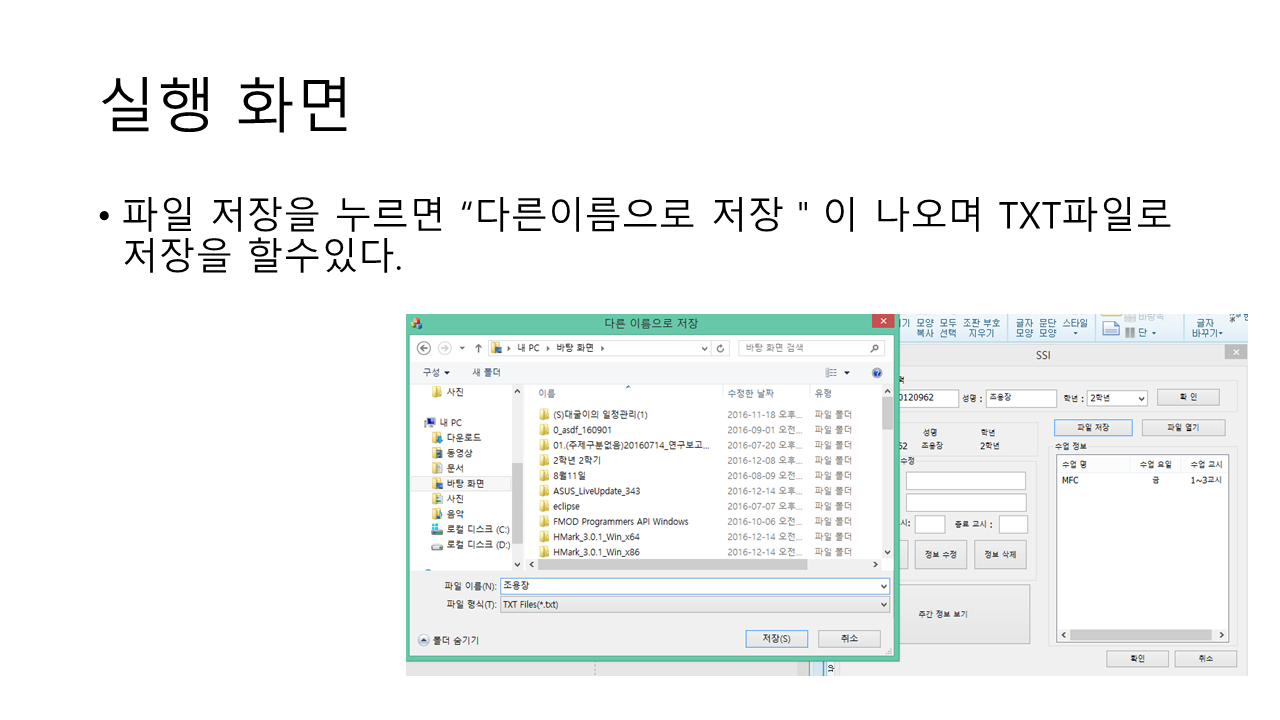 실행 화면
• 파일 저장을 누르면 “다른이름으로 저장 " 이 나오며 TXT파일로
저장을 할수있다.
다른 이름으로 저장
내 PC
바탕 화면
바탕 화면 검색
구성
새 폴더
사진
내 PC
다운로드
동영상
문서
바탕 화면
사진
음악
로컬 디스크 (C:)
로컬 디스크 (D:)
이름 수정한 날짜 유형
(S)대굴이의 일정관리(1) 2016-11-18 오후... 파일 폴더
0_asdf_160901 2016-09-01 오전... 파일 폴더
01.(주제구분없음)20160714_연구보고... 2016-07-20 오후... 파일 폴더
2학년 2학기 2016-12-08 오후... 파일 폴더
8월11일 2016-08-09 오전... 파일 폴더
ASUS_LiveUpdate_343 2016-12-14 오후... 파일 폴더
eclipse 2016-07-07 오후... 파일 폴더
FMOD Programmers API Windows 2016-10-06 오전... 파일 폴더
HMark_3.0.1_Win_x64 2016-12-14 오전... 파일 폴더
HMark_3.0.1_Win_x86 2016-12-14 오전... 파일 폴더
파일 이름(N): 조용장
파일 형식(T): TXT Files(*.txt)
폴더 숨기기
저장(S) 취소
모양 모두 조판 부호 글자 문단 스타일
복사 선택 지우기 모양 모양 단
글자
바꾸기
SSI
0120962 성명 : 조용장 학년 : 2학년 확 인
파일 저장 파일 열기
성명 학년
62 조용장 2학년
수정
종료 교시 :
정보 수정 정보 삭제
주간 정보 보기
수업 정보
수업 명 수업 요일 수업 교시
MFC 금 1~3교시
확인 취소